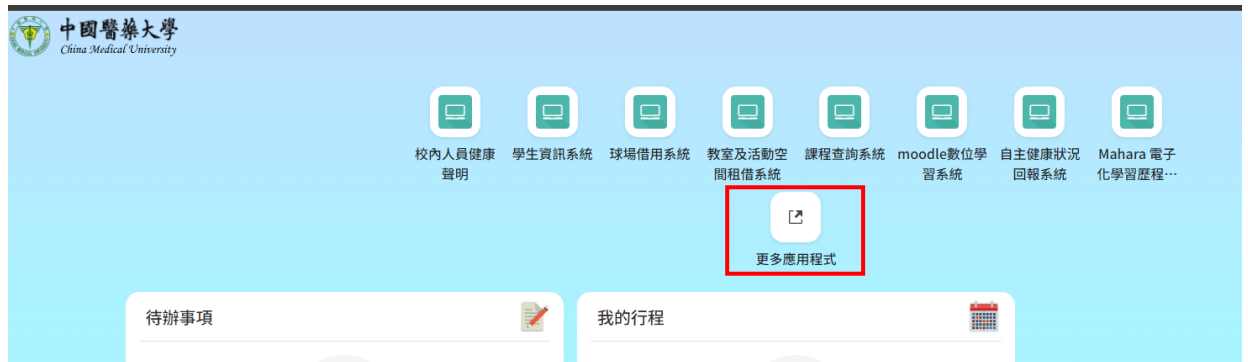 中國醫藥大學
China Medical University
校內人員健康
聲明
學生資訊系統
球場借用系統
教室及活動空
間租借系統
課程查詢系統
moodle數位學
習系統
自主健康狀況
回報系統
Mahara 電子
化學習歷程…
更多應用程式
待辦事項
我的行程